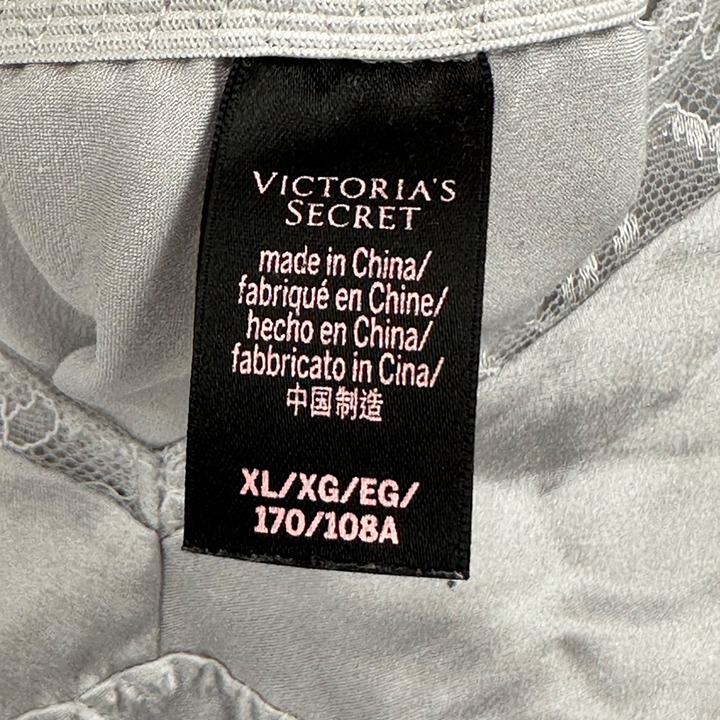 VICTORIA'S
SECRET
made in China/
fabriqué en Chine/
hecho en China/
fabbricato in Cina/
中国制造
XL/XG/EG/
170/108A